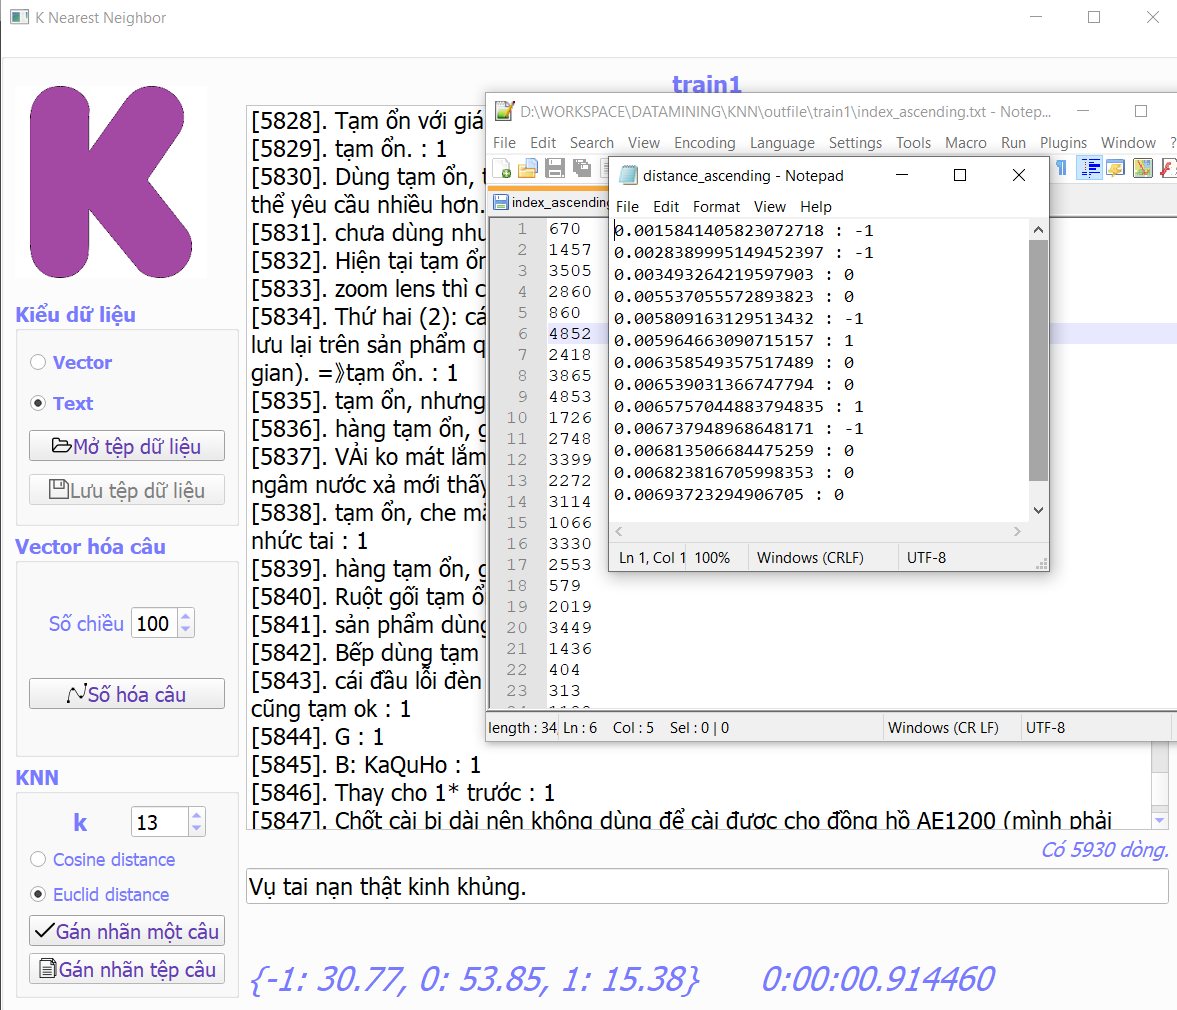 K Nearest Neighbor
train1
[5828]. Tạm ổn với giá
[5829]. tạm ổn. : 1
[5830]. Dùng tạm ổn,
thể yêu cầu nhiều hơn.
[5831]. chưa dùng
[5832]. Hiện tại tạm ổn
[5833]. zoom lens thì
[5834]. Thứ hai (2):
lưu lại trên sản phẩm
gian). =》tạm ổn. : 1
[5835]. tạm ổn, nhưng
[5836]. hàng tạm ổn,
[5837]. VẢi ko mát lắm
ngâm nước xả mới thấy
[5838]. tạm ổn, che
nhức tai : 1
[5839]. hàng tạm ổn,
[5840]. Ruột gối tạm
[5841]. sản phẩm dùng
[5842]. Bếp dùng tạm
[5843]. cái đầu lỗi đèn
cũng tạm ok : 1
[5844]. G : 1
[5845]. B: KaQuHo : 1
[5846]. Thay cho 1* trước : 1
[5847]. Chốt cài bị dài nên không dùng để cài được cho đồng hồ AE1200 (mình phải
Có 5930 dòng.
Vụ tai nạn thật kinh khủng.
{-1: 30.77, 0: 53.85, 1: 15.38} 0:00:00.914460
Kiểu dữ liệu
Vector
Text
Mở tệp dữ liệu
Lưu tệp dữ liệu
Vector hóa câu
Số chiều 100
Số hóa câu
KNN
k 13
Cosine distance
Euclid distance
Gán nhãn một câu
Gán nhãn tệp câu
D:\WORKSPACE\DATAMINING\KNN\outfile\train1\index_ascending.txt - Notep...
File Edit Search View Encoding Language Settings Tools Macro Run Plugins Window ?
index_ascending
1 670
2 1457
3 3505
4 2860
5 860
6 4852
7 2418
8 3865
9 4853
10 1726
11 2748
12 3399
13 2272
14 3114
15 1066
16 3330
17 2553
18 579
19 2019
20 3449
21 1436
22 404
23 313
length : 34 Ln : 6 Col : 5 Sel : 0 | 0 Windows (CR LF) UTF-8
distance_ascending - Notepad
File Edit Format View Help
0.0015841405823072718 : -1
0.0028389995149452397 : -1
0.003493264219597903 : 0
0.005537055572893823 : 0
0.005809163129513432 : -1
0.005964663090715157 : 1
0.006358549357517489 : 0
0.006539031366747794 : 0
0.0065757044883794835 : 1
0.006737948968648171 : -1
0.006813506684475259 : 0
0.006823816705998353 : 0
0.00693723294906705 : 0
Ln 1, Col 1 100% Windows (CRLF) UTF-8